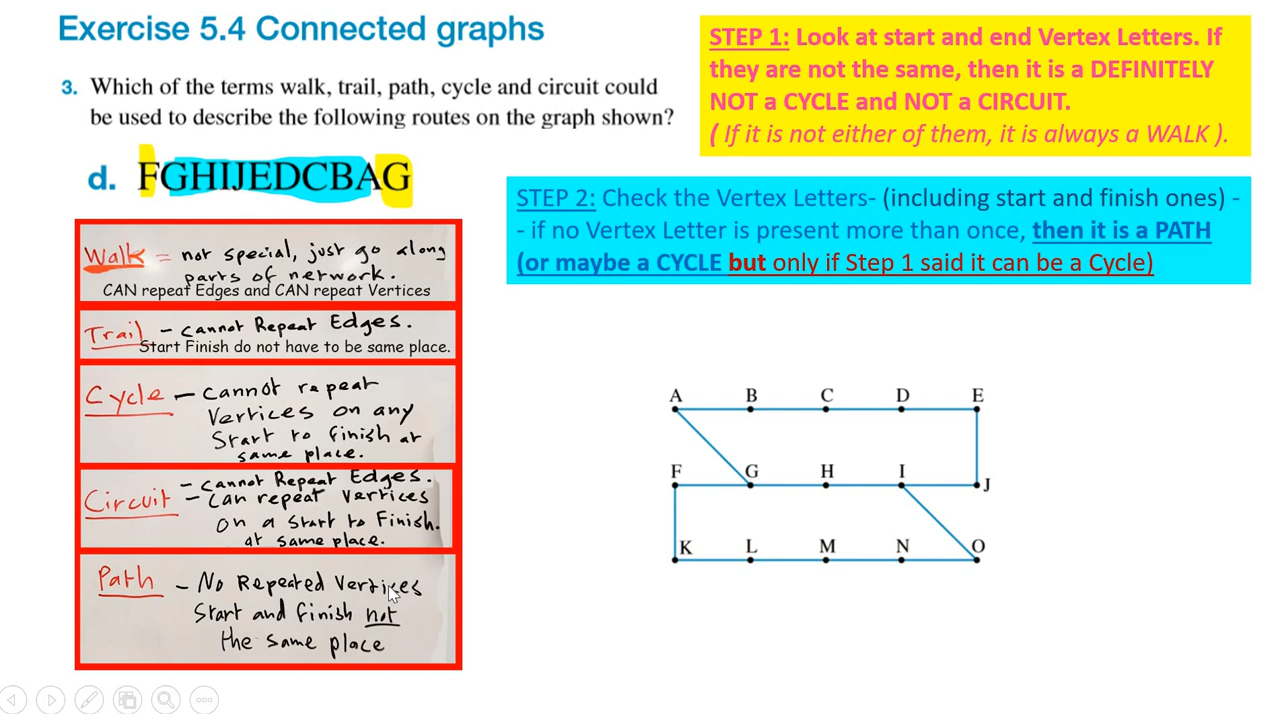 Exercise 5.4 Connected graphs
3. Which of the terms walk, trail, path, cycle and circuit could
be used to describe the following routes on the graph shown?
d. FGHIJEDCBAG
STEP 1: Look at start and end Vertex Letters. If
they are not the same, then it is a DEFINITELY
NOT a CYCLE and NOT a CIRCUIT.
( If it is not either of them, it is always a WALK ).
STEP 2: Check the Vertex Letters- (including start and finish ones) -
- if no Vertex Letter is present more than once, then it is a PATH
(or maybe a CYCLE but only if Step 1 said it can be a Cycle)
Walk = not special, just go along
parts of network.
CAN repeat Edges and CAN repeat Vertices
Trail - Cannot Repeat Edges.
Start Finish do not have to be same place.
Cycle - Cannot repeat
Vertices on any
Start to finish at
same place.
Circuit - Cannot Repeat Edges.
- Can repeat Vertices
on a Start to Finish.
at same place.
Path - No Repeated Vertices
Start and finish not
the same place
A B C D E
F G H I J
K L M N O